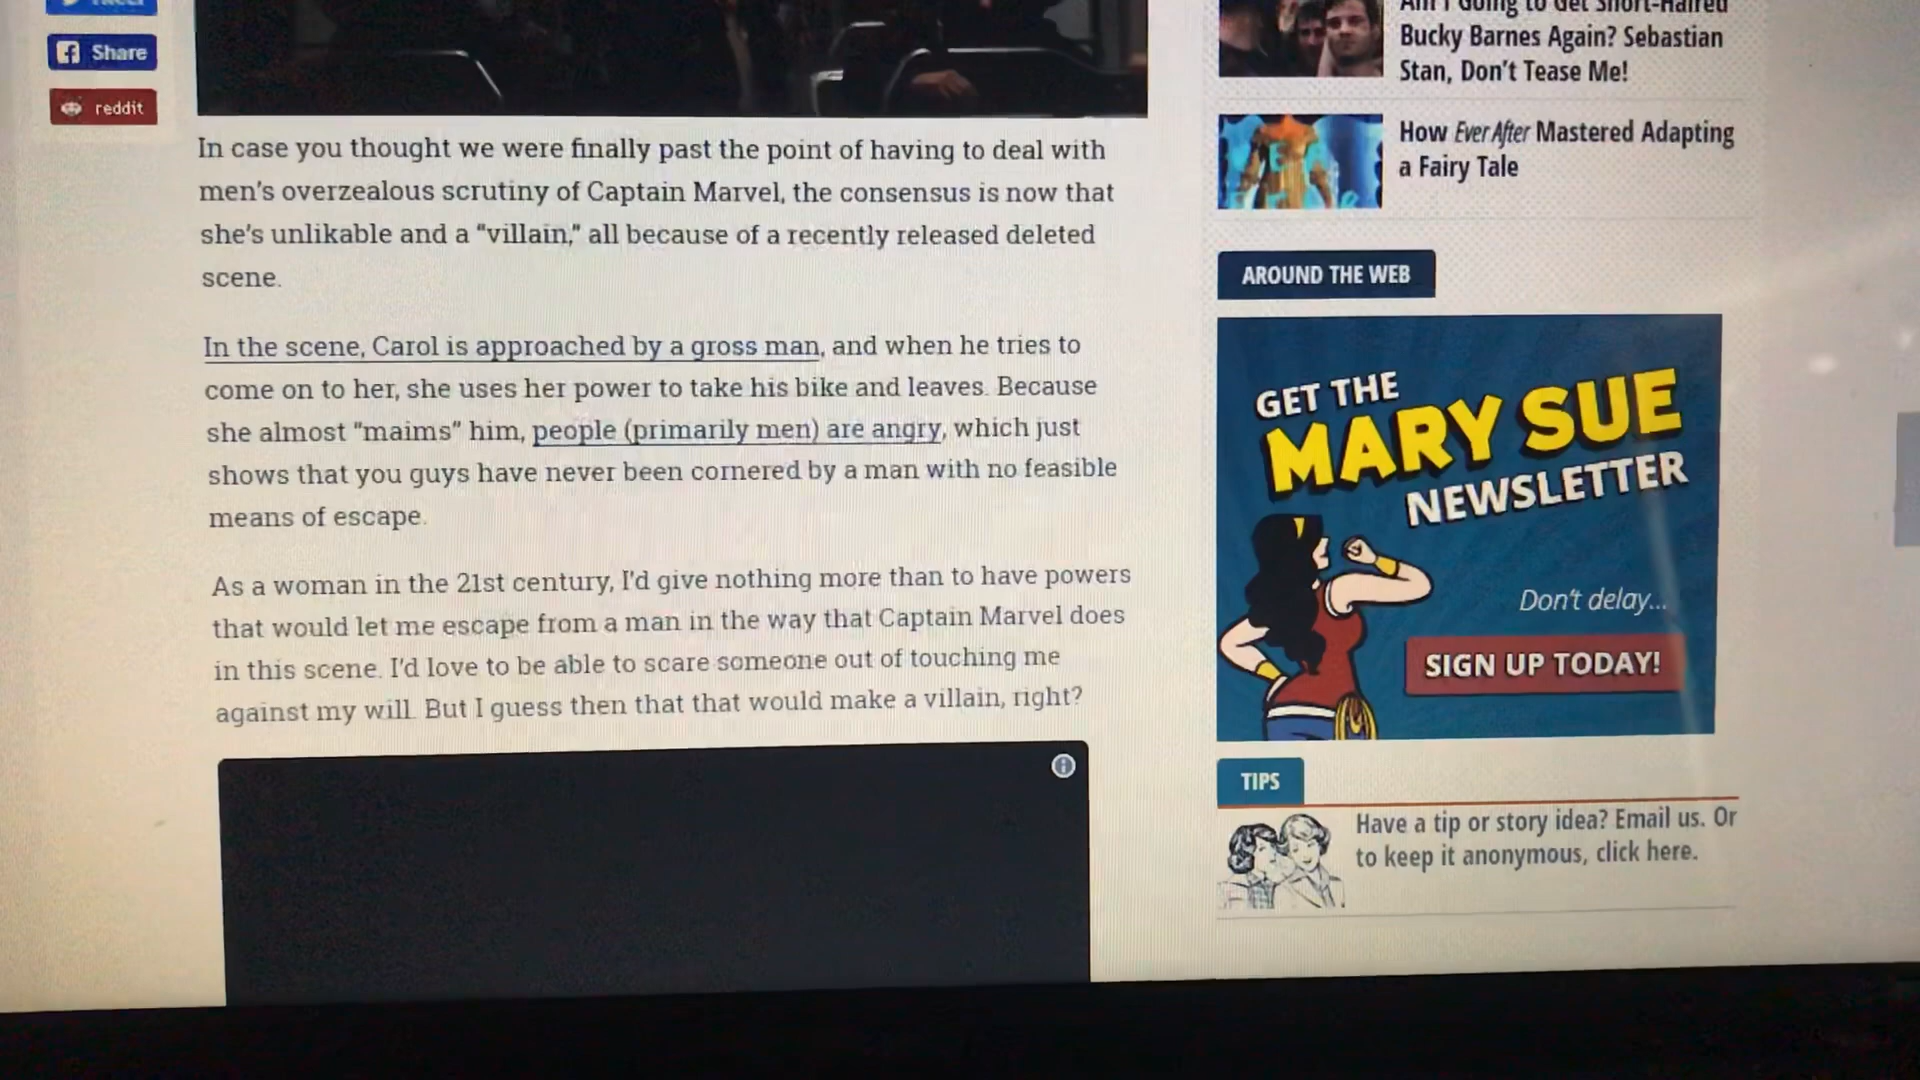 Share
reddit
In case you thought we were finally past the point of having to deal with
men's overzealous scrutiny of Captain Marvel, the consensus is now that
she's unlikable and a "villain," all because of a recently released deleted
scene.
In the scene, Carol is approached by a gross man, and when he tries to
come on to her, she uses her power to take his bike and leaves. Because
she almost "maims" him, people (primarily men) are angry, which just
shows that you guys have never been cornered by a man with no feasible
means of escape.
As a woman in the 21st century, I'd give nothing more than to have powers
that would let me escape from a man in the way that Captain Marvel does
in this scene. I'd love to be able to scare someone out of touching me
against my will. But I guess then that that would make a villain, right?
Am I Going to Get Short-Haired
Bucky Barnes Again? Sebastian
Stan, Don't Tease Me!
How Ever After Mastered Adapting
a Fairy Tale
AROUND THE WEB
GET THE
MARY SUE
NEWSLETTER
Don't delay...
SIGN UP TODAY!
TIPS
Have a tip or story idea? Email us. Or
to keep it anonymous, click here.